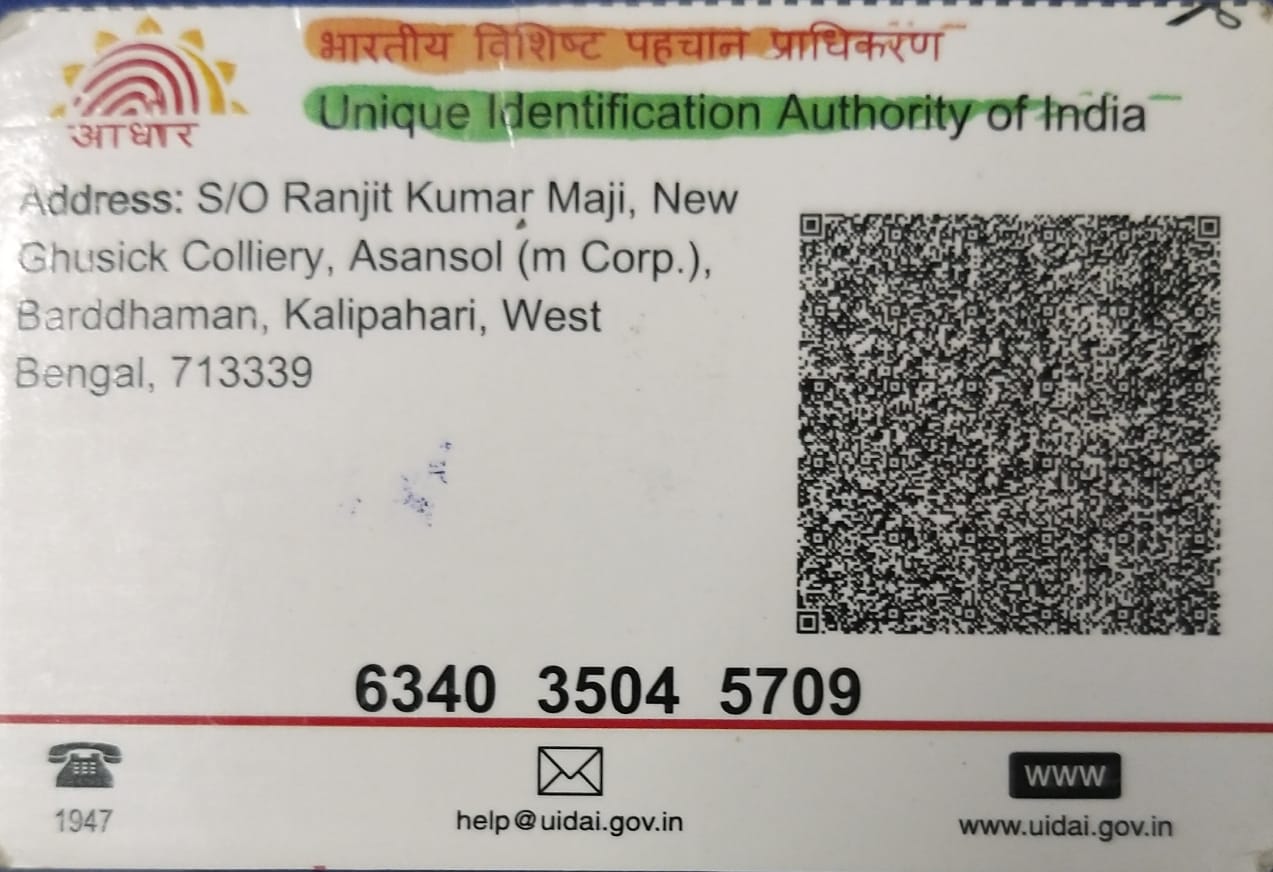 भारतीय विशिष्ट पहचान प्राधिकरण
Unique Identification Authority of India
आधार
Address: S/O Ranjit Kumar Maji, New
Ghusick Colliery, Asansol (m Corp.),
Barddhaman, Kalipahari, West
Bengal, 713339
6340 3504 5709
1947
help@uidai.gov.in
www
www.uidai.gov.in